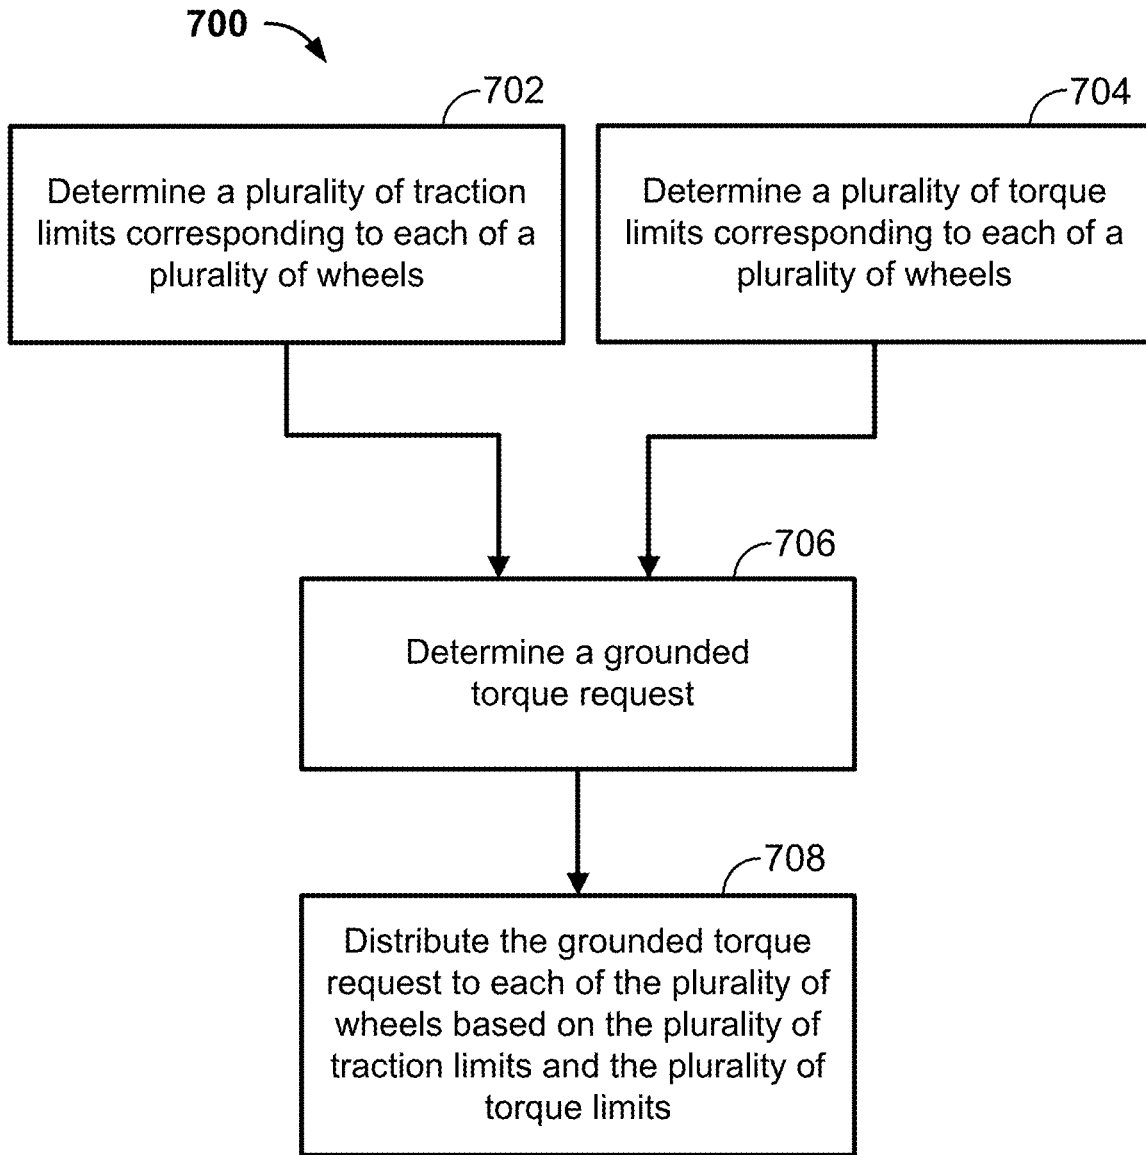 700
702
Determine a plurality of traction
limits corresponding to each of a
plurality of wheels
704
Determine a plurality of torque
limits corresponding to each of a
plurality of wheels
706
Determine a grounded
torque request
708
Distribute the grounded torque
request to each of the plurality of
wheels based on the plurality of
traction limits and the plurality of
torque limits